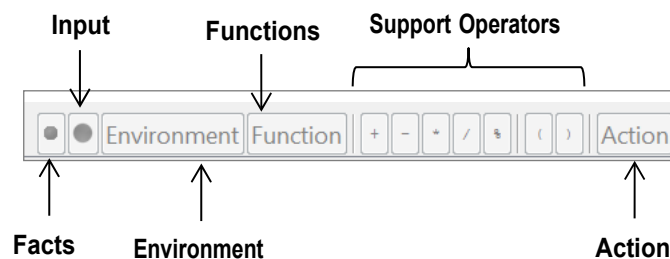 Input
Functions
Support Operators
Environment Function + - * / % ( ) Action
Facts
Environment
Action